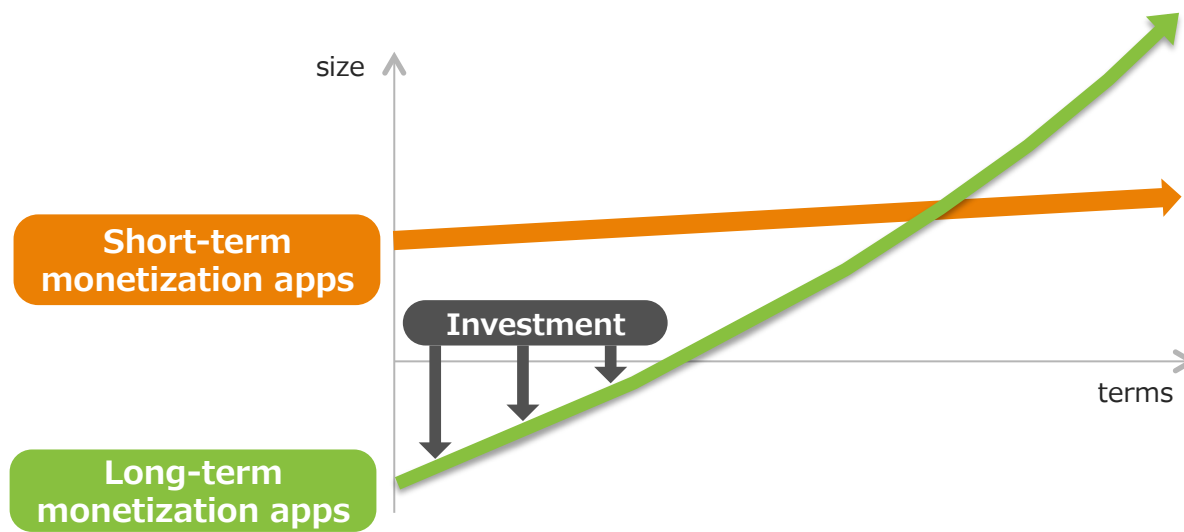 size
Short-term
monetization apps
Investment
terms
Long-term
monetization apps